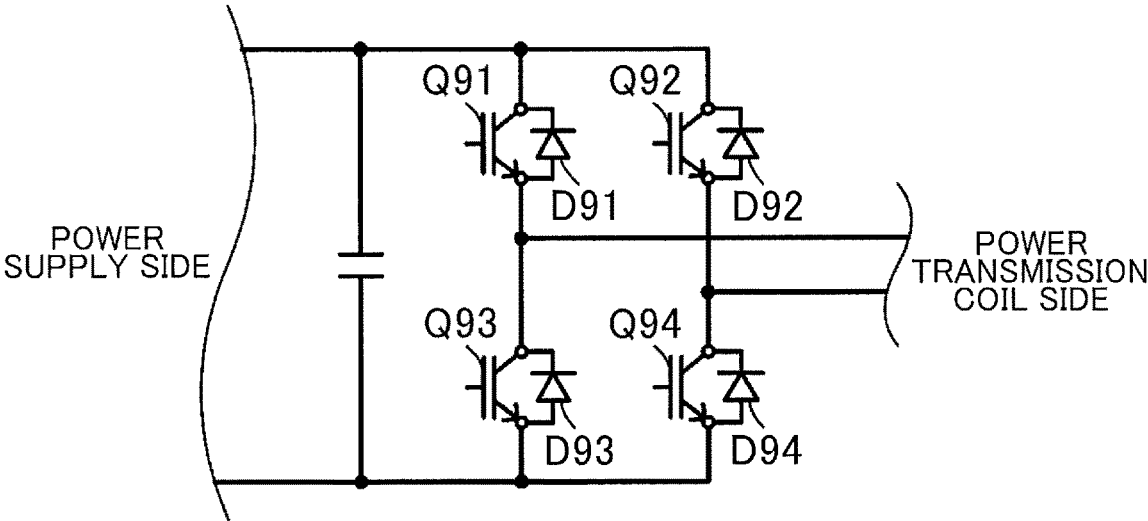 Q91
Q92
D91
D92
POWER
SUPPLY SIDE
POWER
TRANSMISSION
COIL SIDE
Q93
Q94
D93
D94